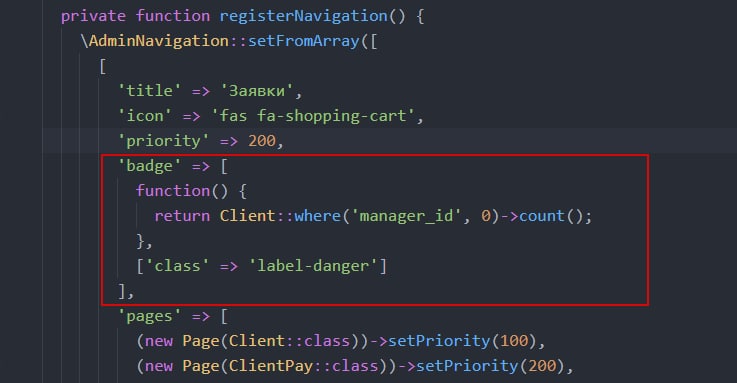 private function registerNavigation() {
\AdminNavigation::setFromArray([
[
'title' => 'Заявки',
'icon' => 'fas fa-shopping-cart',
'priority' => 200,
'badge' => [
function() {
return Client::where('manager_id', 0)->count();
},
['class' => 'label-danger']
],
'pages' => [
(new Page(Client::class))->setPriority(100),
(new Page(ClientPay::class))->setPriority(200),